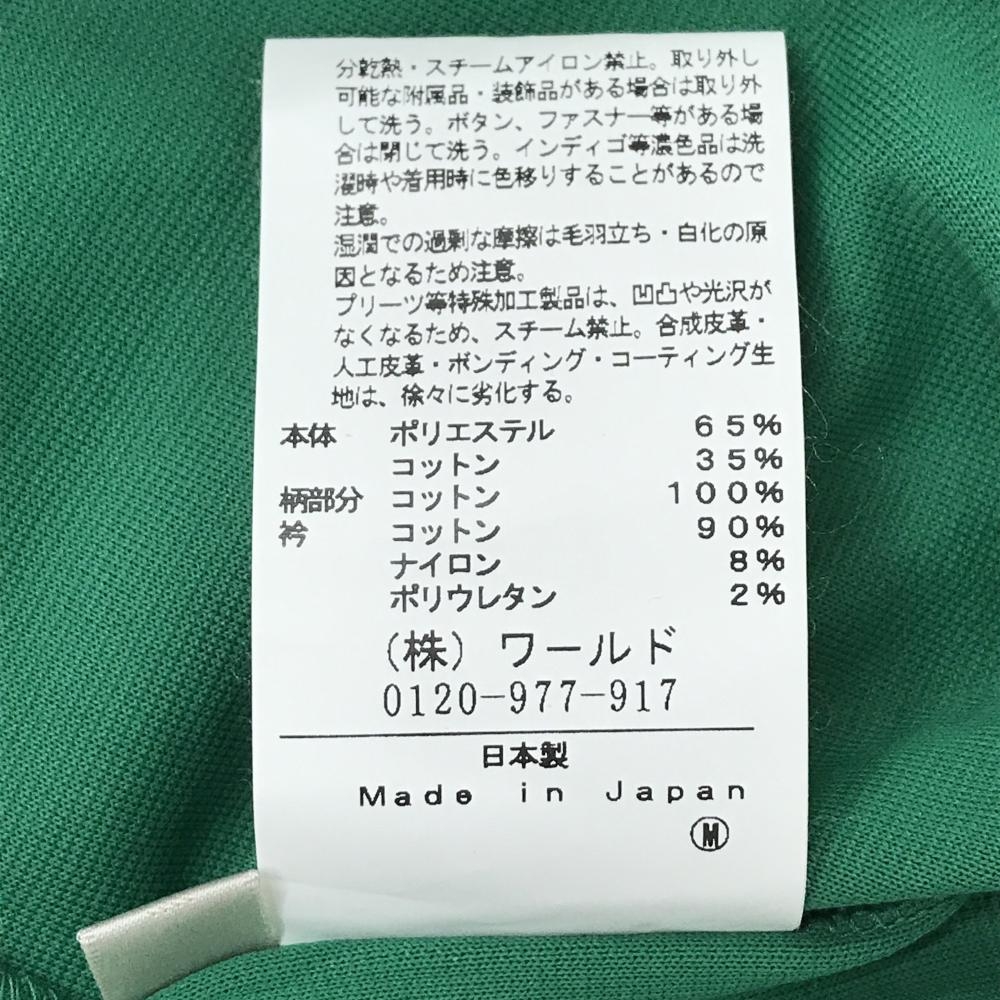 分乾熱・スチームアイロン禁止。取り外し
可能な附属品・装飾品がある場合は取り外
して洗う。ボタン、ファスナー等がある場
合は閉じて洗う。インディゴ等濃色品は洗
濯時や着用時に色移りすることがあるので
注意。
湿潤での過剰な摩擦は毛羽立ち・白化の原
因となるため注意。
プリーツ等特殊加工製品は、凹凸や光沢が
なくなるため、スチーム禁止。合成皮革・
人工皮革・ボンディング・コーティング生
地は、徐々に劣化する。
本体 ポリエステル 65%
コットン 35%
柄部分 コットン 100%
衿 コットン 90%
ナイロン 8%
ポリウレタン 2%
(株) ワールド
0120-977-917
日本製
Made in Japan
M